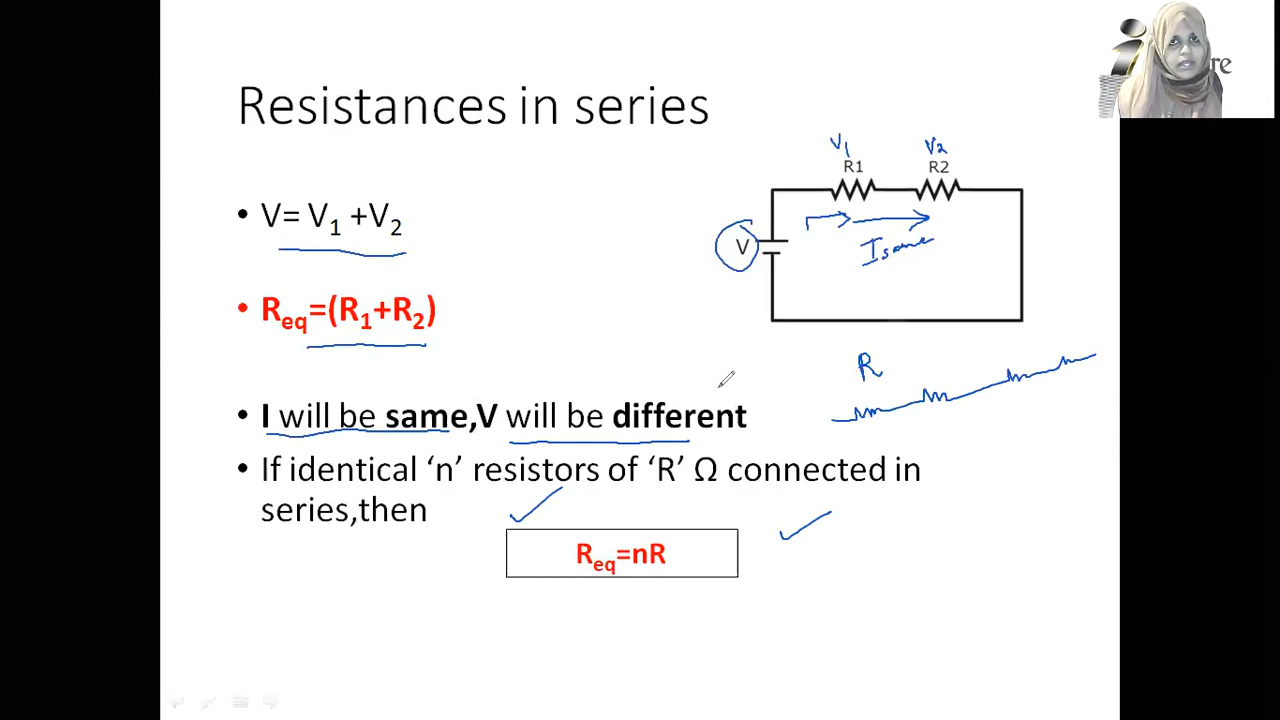 Resistances in series
• V= V₁ +V₂
• Req=(R₁+R₂)
• I will be same,V will be different
• If identical ‘n’ resistors of ‘R’ Ω connected in
series,then
Req=nR
V₁ V₂
R1 R2
V
I same
R